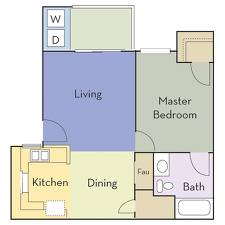 W
D
Living
Master
Bedroom
Fau
Kitchen
Dining
Bath